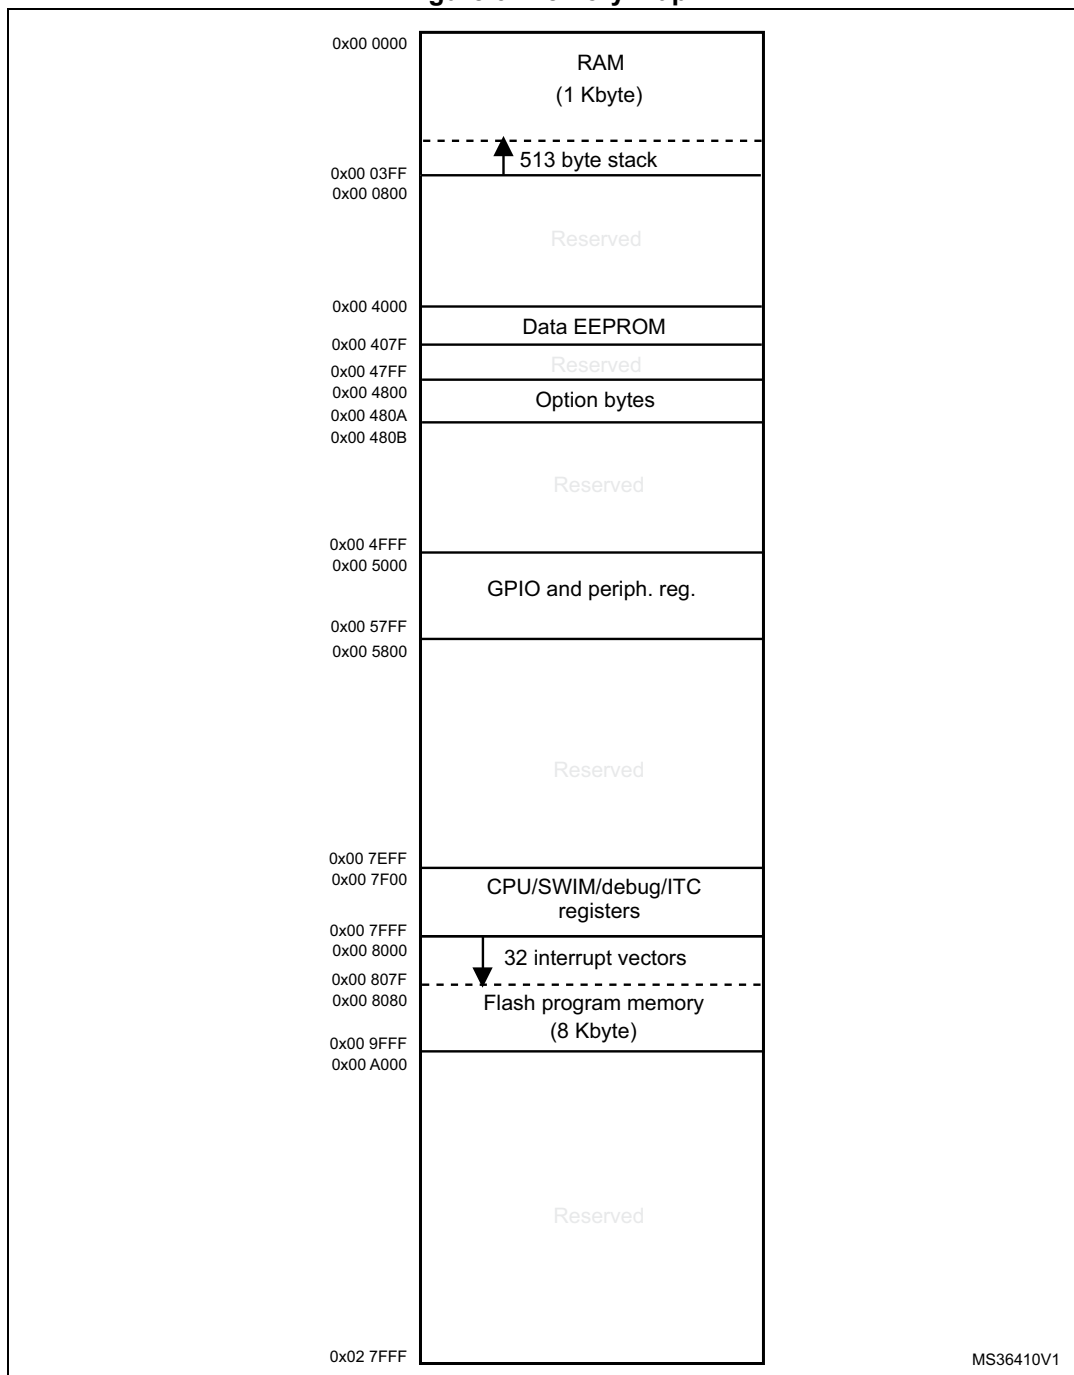 0x00 0000
RAM
(1 Kbyte)
513 byte stack
0x00 03FF
0x00 0800
Reserved
0x00 4000
Data EEPROM
0x00 407F
Reserved
0x00 47FF
0x00 4800
Option bytes
0x00 480A
0x00 480B
Reserved
0x00 4FFF
0x00 5000
GPIO and periph. reg.
0x00 57FF
0x00 5800
Reserved
0x00 7EFF
0x00 7F00
CPU/SWIM/debug/ITC
registers
0x00 7FFF
0x00 8000
32 interrupt vectors
0x00 807F
0x00 8080
Flash program memory
(8 Kbyte)
0x00 9FFF
0x00 A000
Reserved
0x02 7FFF
MS36410V1